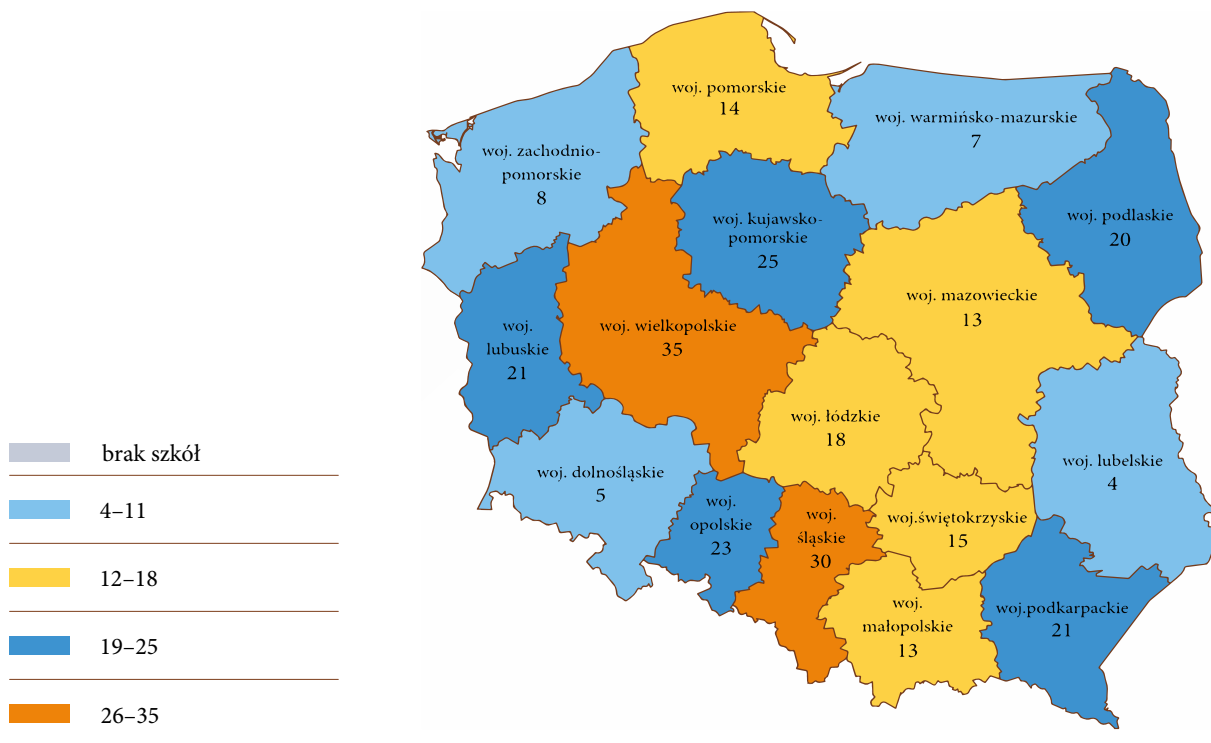 woj. pomorskie
14
woj. warmińsko-mazurskie
7
woj. zachodnio-
pomorskie
8
woj. kujawsko-
pomorskie
25
woj. podlaskie
20
woj. mazowieckie
13
woj.
lubuskie
21
woj. wielkopolskie
35
woj. łódzkie
18
woj. lubelskie
4
woj. dolnośląskie
5
woj.
opolskie
23
woj.
śląskie
30
woj.świętokrzyskie
15
woj.
małopolskie
13
woj.podkarpackie
21
brak szkół
4–11
12–18
19–25
26–35